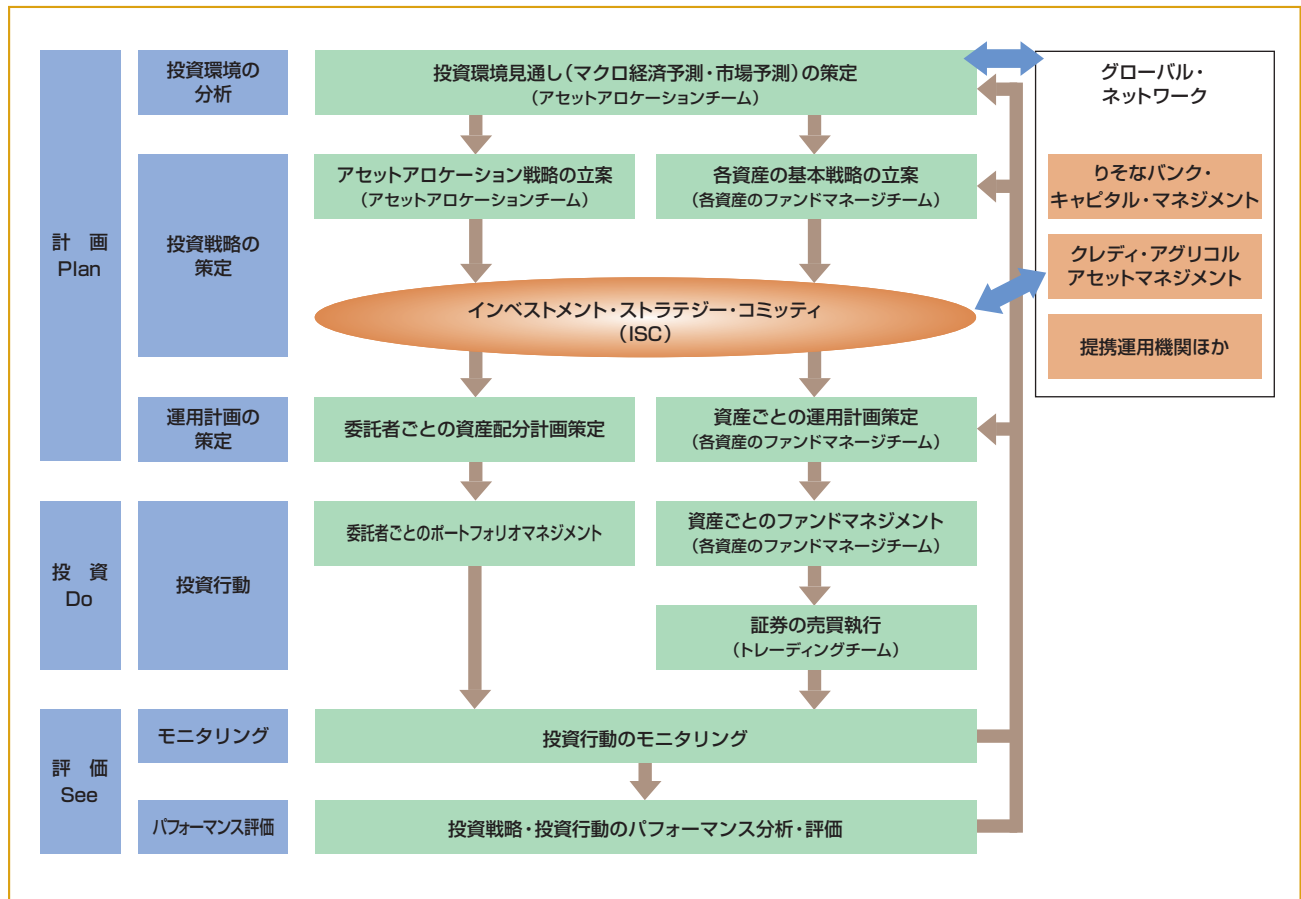 計 画
Plan
投資環境の
分析
投資環境見通し（マクロ経済予測・市場予測）の策定
（アセットアロケーションチーム）
投資戦略の
策定
アセットアロケーション戦略の立案
（アセットアロケーションチーム）
各資産の基本戦略の立案
（各資産のファンドマネージチーム）
インベストメント・ストラテジー・コミッティ
（ISC）
運用計画の
策定
委託者ごとの資産配分計画策定
資産ごとの運用計画策定
（各資産のファンドマネージチーム）
投 資
Do
投資行動
委託者ごとのポートフォリオマネジメント
資産ごとのファンドマネジメント
（各資産のファンドマネージチーム）
証券の売買執行
（トレーディングチーム）
評 価
See
モニタリング
投資行動のモニタリング
パフォーマンス評価
投資戦略・投資行動のパフォーマンス分析・評価
グローバル・
ネットワーク
りそなバンク・
キャピタル・マネジメント
クレディ・アグリコル
アセットマネジメント
提携運用機関ほか